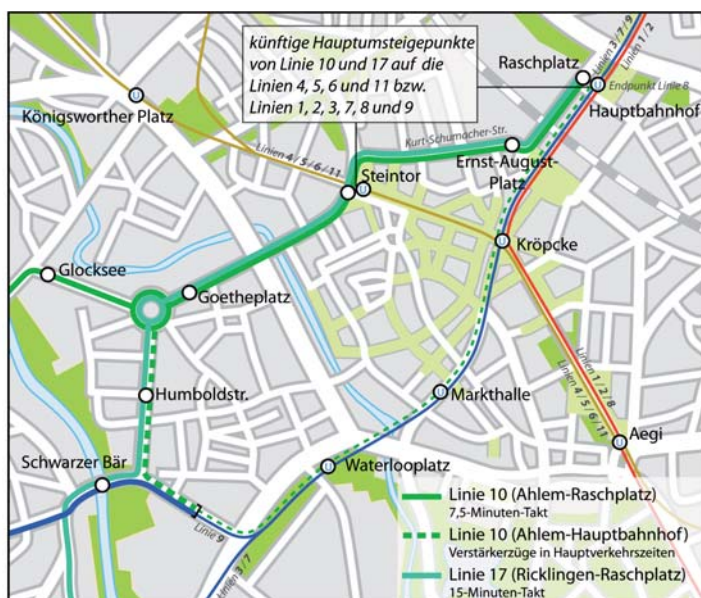 künftige Hauptumsteigepunkte
von Linie 10 und 17 auf die
Linien 4, 5, 6 und 11 bzw.
Linien 1, 2, 3, 7, 8 und 9
Linien 3 / 7 / 9
Linien 1 / 2
Raschplatz
U
Endpunkt Linie 8
Hauptbahnhof
U
Königsworther Platz
Kurt-Schumacher-Str.
Ernst-August-
Platz
U
Linien 4 / 5 / 6 / 11
Steintor
U
Kröpcke
U
Glocksee
Goetheplatz
Humboldstr.
Markthalle
U
Linien 1 / 2 / 8
Linien 4 / 5 / 6 / 11
Aegi
U
Schwarzer Bär
Waterlooplatz
U
Linie 9
Linien 3 / 7
Linie 10 (Ahlem-Raschplatz)
7,5-Minuten-Takt
Linie 10 (Ahlem-Hauptbahnhof)
Verstärkerzüge in Hauptverkehrszeiten
Linie 17 (Ricklingen-Raschplatz)
15-Minuten-Takt